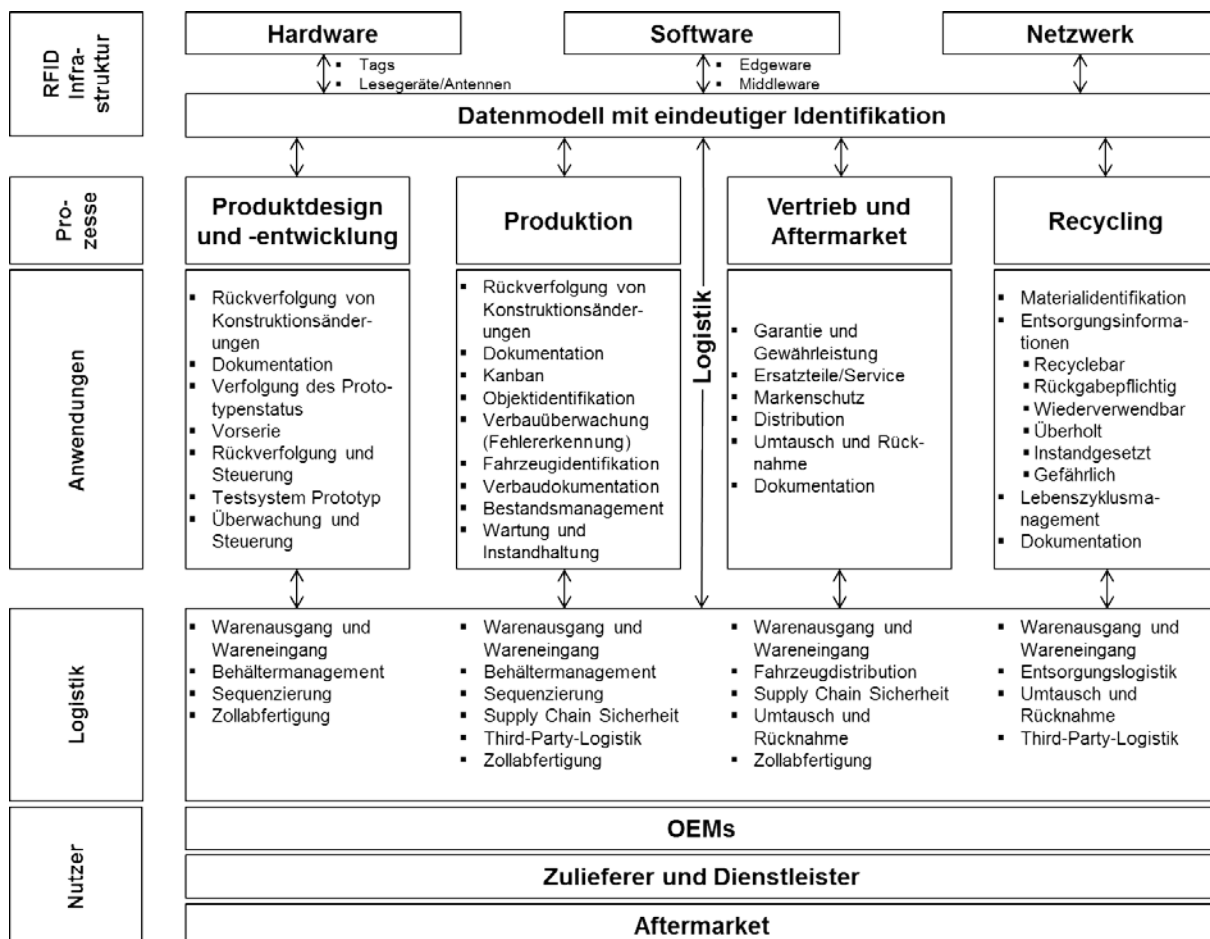 RFID
Infra-
struktur
Hardware
Software
Netzwerk
▪ Tags
▪ Lesegeräte/Antennen
▪ Edgeware
▪ Middleware
Datenmodell mit eindeutiger Identifikation
Pro-
zesse
Produktdesign
und -entwicklung
Produktion
Vertrieb und
Aftermarket
Recycling
Logistik
Anwendungen
▪ Rückverfolgung von
Konstruktionsänder-
ungen
▪ Dokumentation
▪ Verfolgung des Proto-
typenstatus
▪ Vorserie
▪ Rückverfolgung und
Steuerung
▪ Testsystem Prototyp
▪ Überwachung und
Steuerung
▪ Rückverfolgung von
Konstruktionsänder-
ungen
▪ Dokumentation
▪ Kanban
▪ Objektidentifikation
▪ Verbauüberwachung
(Fehlererkennung)
▪ Fahrzeugidentifikation
▪ Verbaudokumentation
▪ Bestandsmanagement
▪ Wartung und
Instandhaltung
▪ Garantie und
Gewährleistung
▪ Ersatzteile/Service
▪ Markenschutz
▪ Distribution
▪ Umtausch und Rück-
nahme
▪ Dokumentation
▪ Materialidentifikation
▪ Entsorgungsinforma-
tionen
▪ Recyclebar
▪ Rückgabepflichtig
▪ Wiederverwendbar
▪ Überholt
▪ Instandgesetzt
▪ Gefährlich
▪ Lebenszyklusma-
nagement
▪ Dokumentation
Logistik
▪ Warenausgang und
Wareneingang
▪ Behältermanagement
▪ Sequenzierung
▪ Zollabfertigung
▪ Warenausgang und
Wareneingang
▪ Behältermanagement
▪ Sequenzierung
▪ Supply Chain Sicherheit
▪ Third-Party-Logistik
▪ Zollabfertigung
▪ Warenausgang und
Wareneingang
▪ Fahrzeugdistribution
▪ Supply Chain Sicherheit
▪ Umtausch und
Rücknahme
▪ Zollabfertigung
▪ Warenausgang und
Wareneingang
▪ Entsorgungslogistik
▪ Umtausch und
Rücknahme
▪ Third-Party-Logistik
Nutzer
OEMs
Zulieferer und Dienstleister
Aftermarket